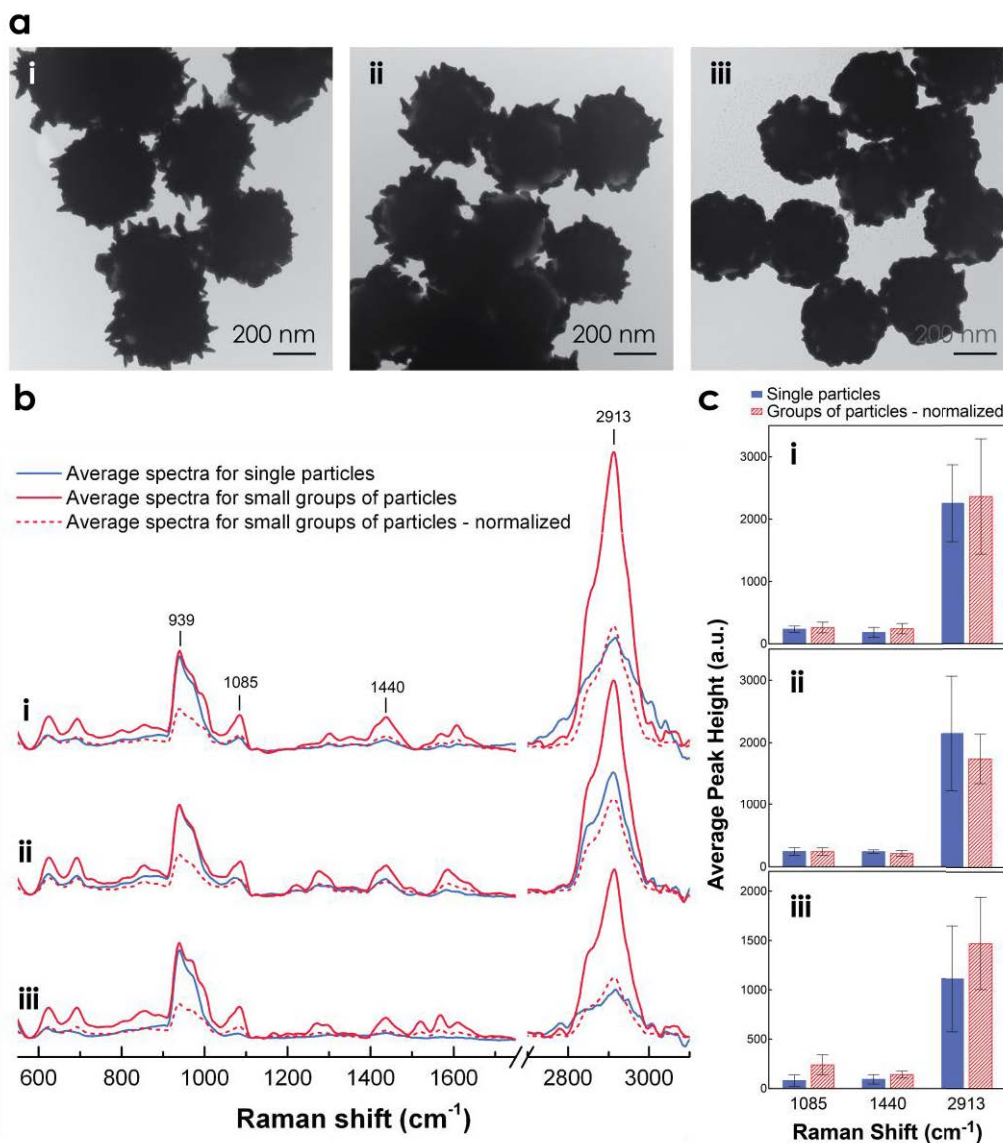 a
i
ii
iii
200 nm
200 nm
200 nm
b
2913
Average spectra for single particles
Average spectra for small groups of particles
Average spectra for small groups of particles - normalized
939
1085
1440
i
ii
iii
600
800
1000
1200
1400
1600
2800
3000
Raman shift (cm⁻¹)
c
Single particles
Groups of particles - normalized
i
3000
2000
1000
0
ii
3000
2000
1000
0
iii
2000
1500
1000
500
0
Average Peak Height (a.u.)
1085
1440
2913
Raman Shift (cm⁻¹)